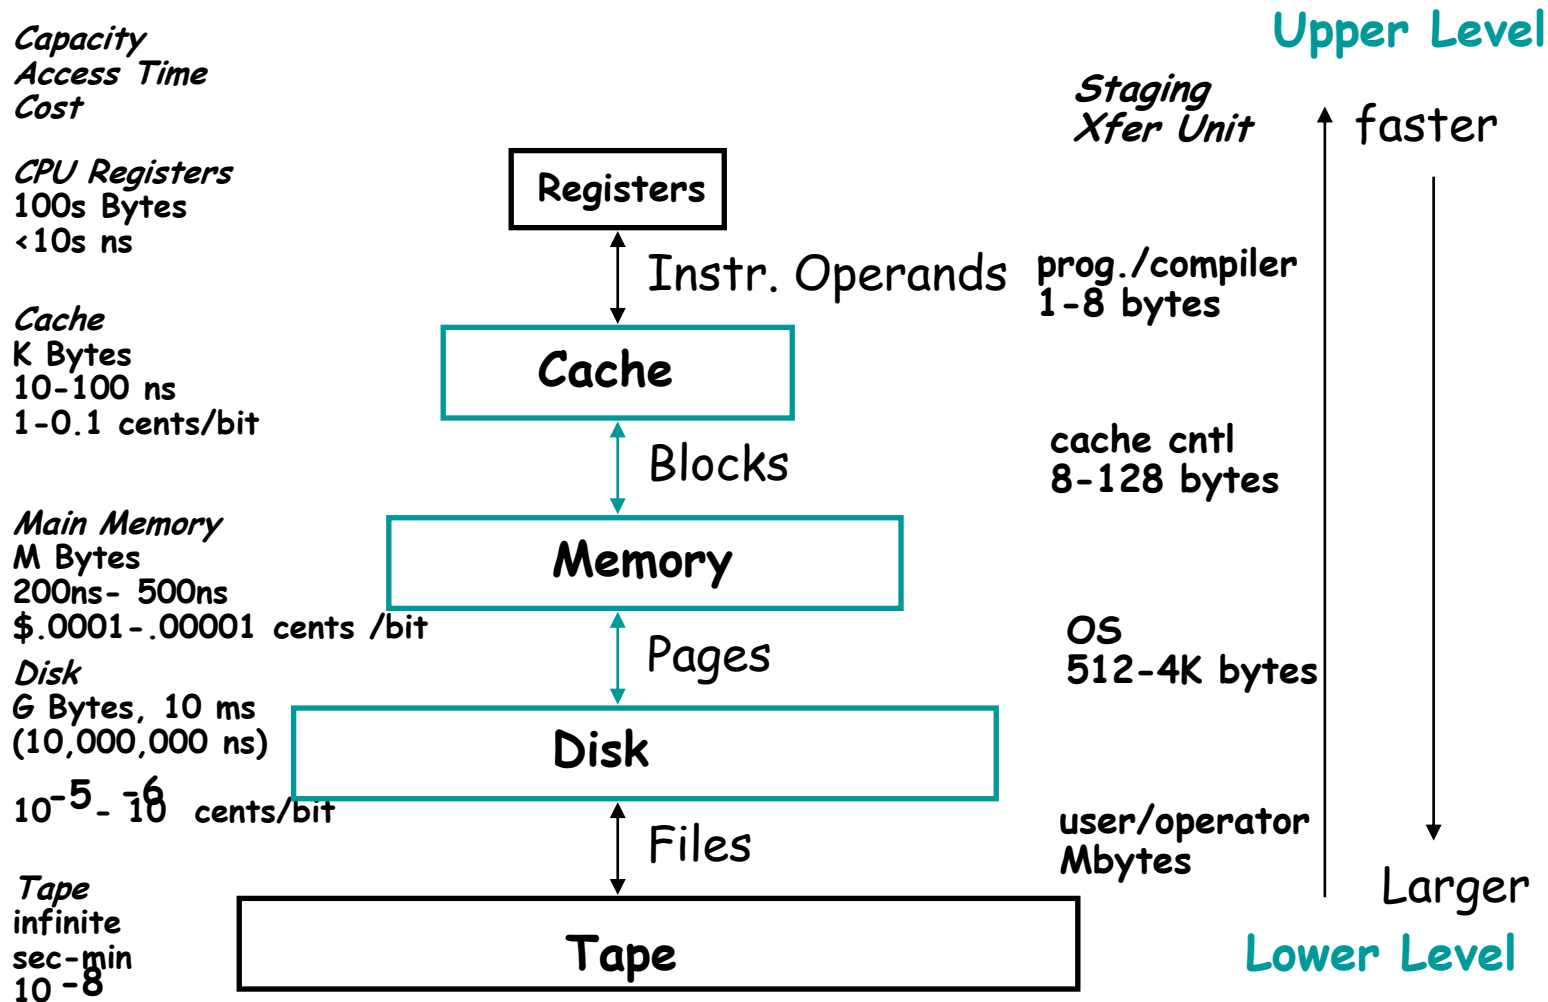 Upper Level
Capacity
Access Time
Cost
Staging
Xfer Unit
faster
CPU Registers
100s Bytes
<10s ns
Registers
Instr. Operands
prog./compiler
1-8 bytes
Cache
K Bytes
10-100 ns
1-0.1 cents/bit
Cache
Blocks
cache cntl
8-128 bytes
Main Memory
M Bytes
200ns- 500ns
$.0001-.00001 cents /bit
Memory
Pages
OS
512-4K bytes
Disk
G Bytes, 10 ms
(10,000,000 ns)
10-5 - 10-6 cents/bit
Disk
Files
user/operator
Mbytes
Larger
Tape
infinite
sec-min
10-8
Tape
Lower Level